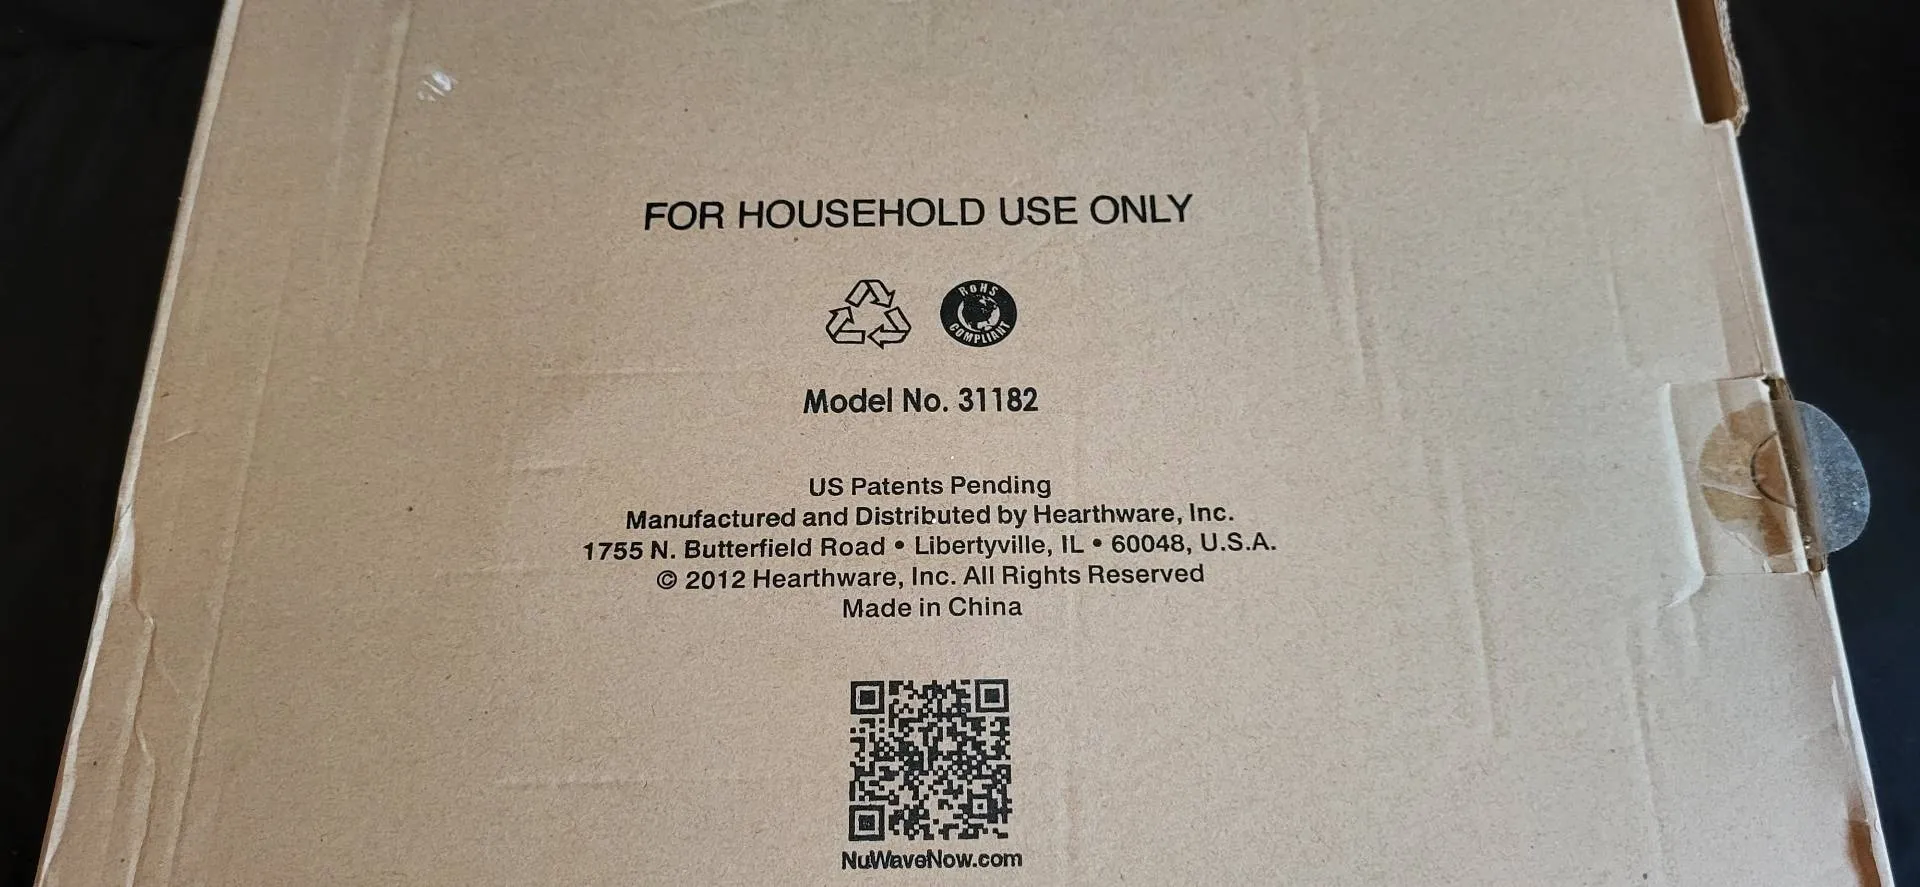 FOR HOUSEHOLD USE ONLY
RoHS
COMPLIANT
Model No. 31182
US Patents Pending
Manufactured and Distributed by Hearthware, Inc.
1755 N. Butterfield Road • Libertyville, IL • 60048, U.S.A.
© 2012 Hearthware, Inc. All Rights Reserved
Made in China
NuWaveNow.com